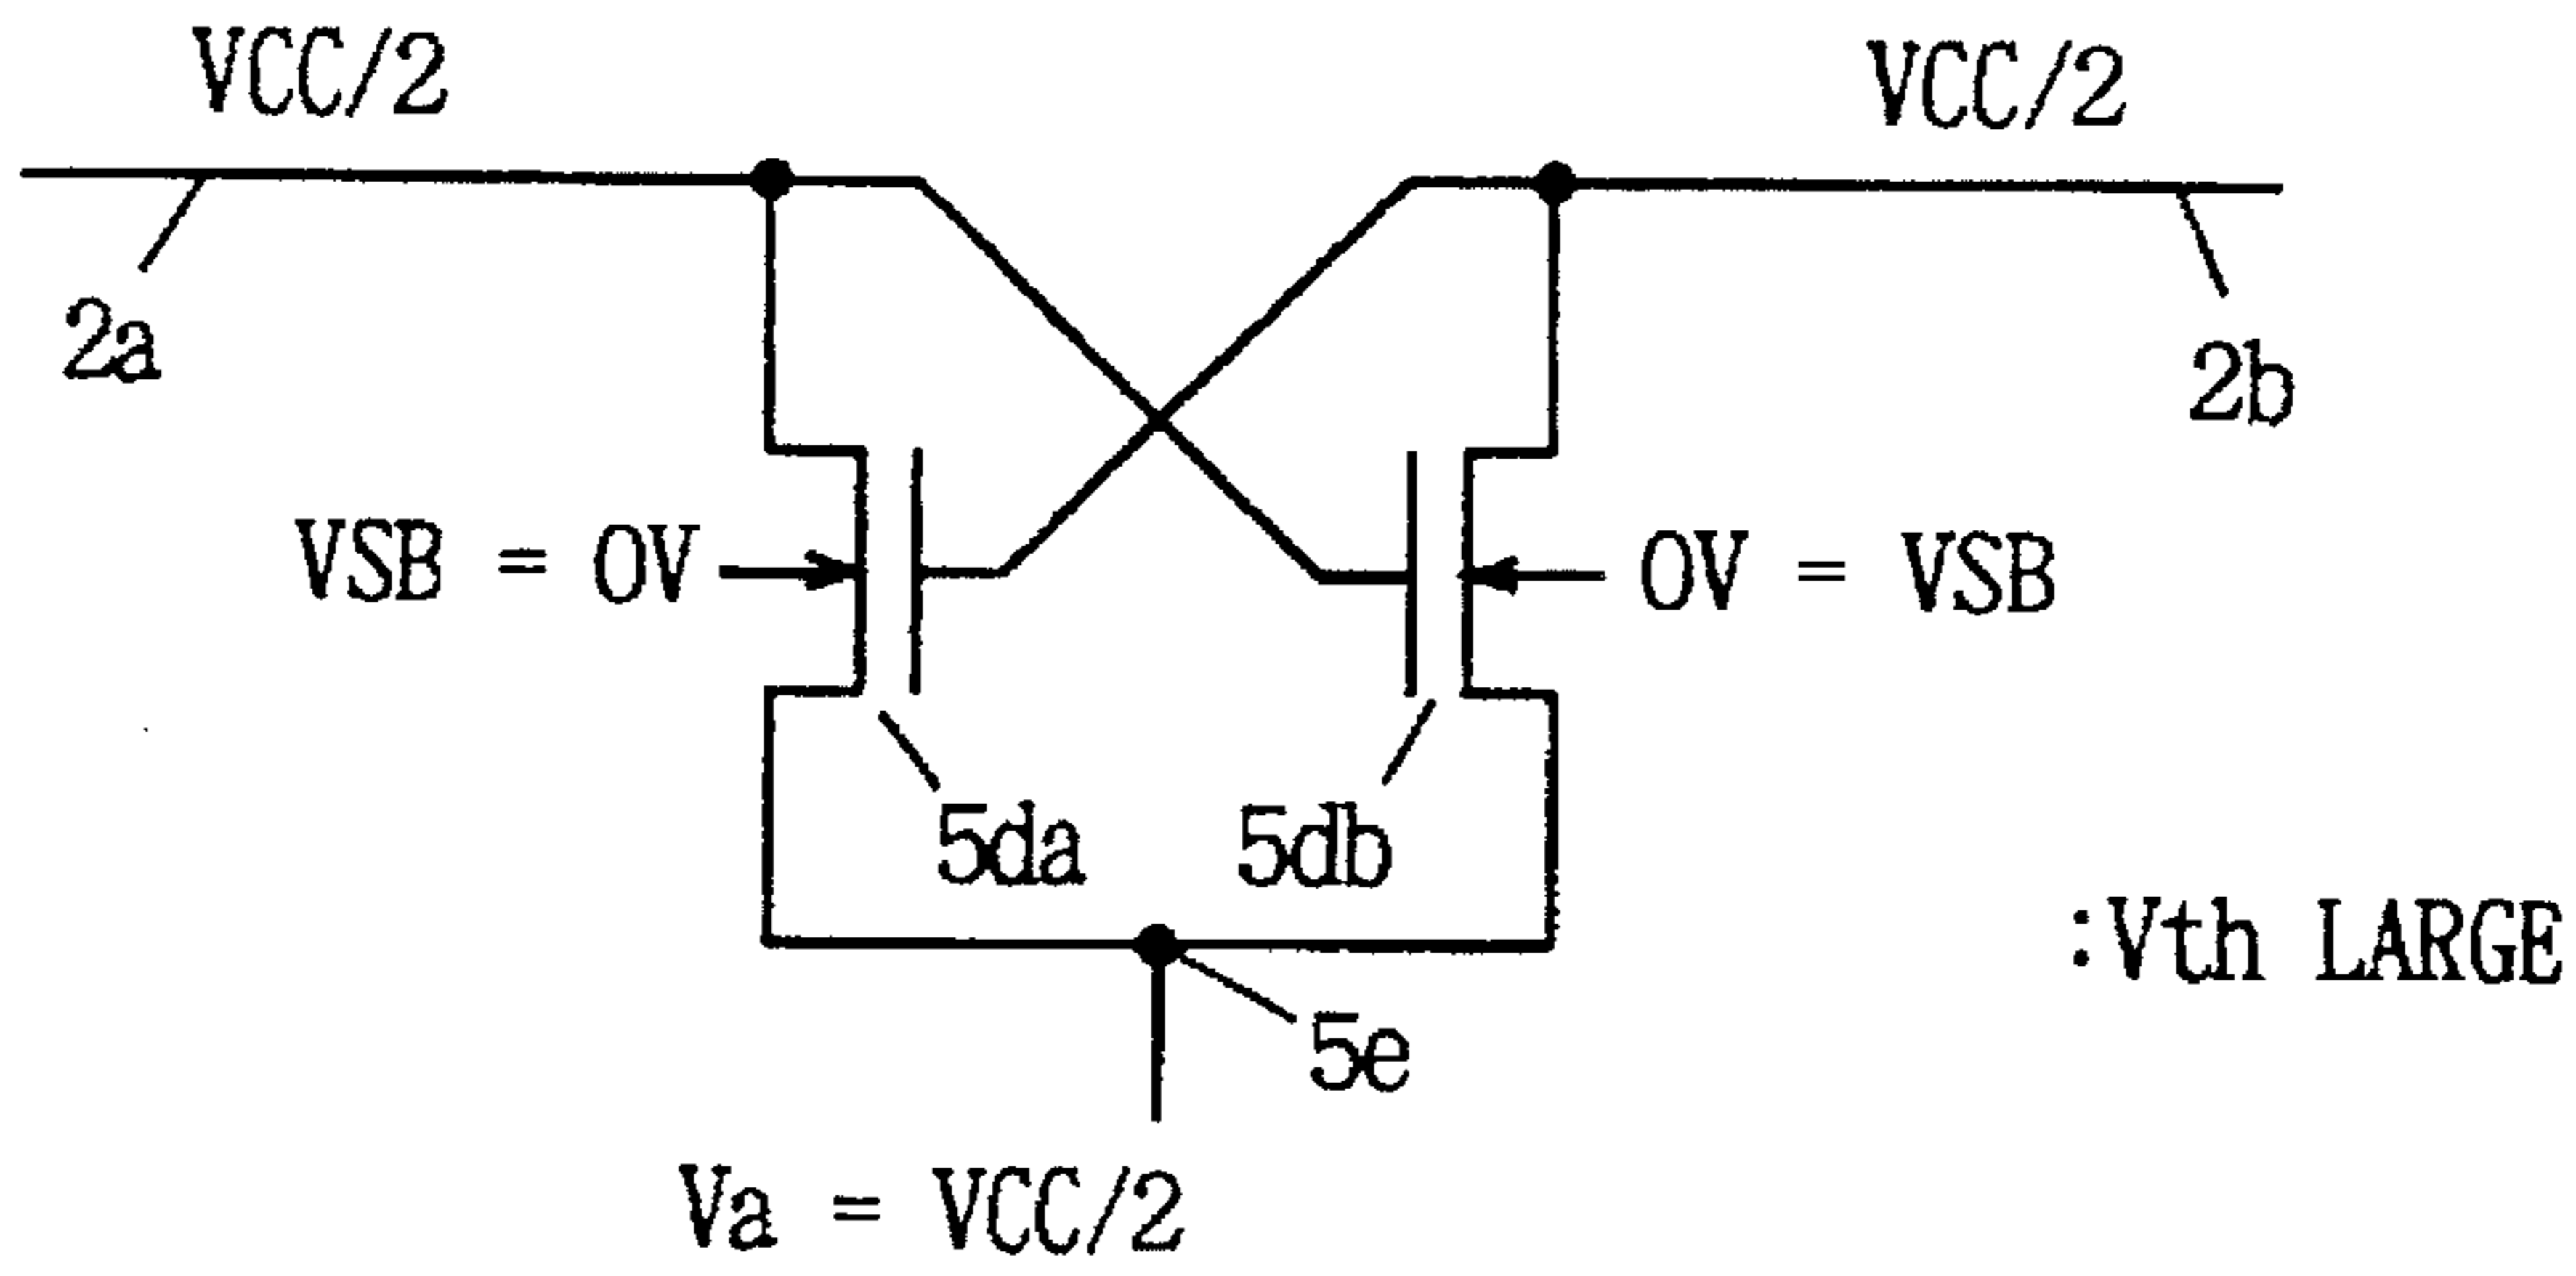 VCC/2
VCC/2
2a
2b
VSB = 0V
0V = VSB
5da
5db
:Vth LARGE
5e
Va = VCC/2